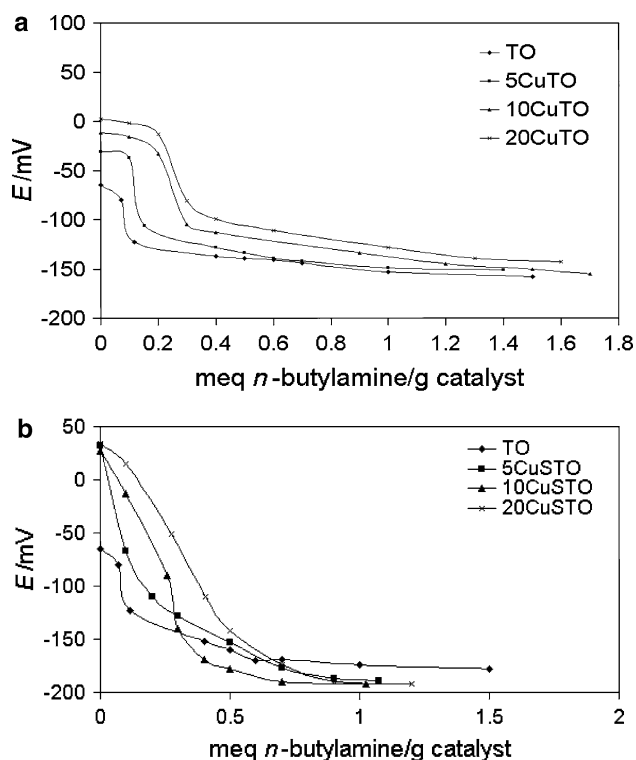 a
100
50
0
-50
-100
-150
-200
E /mV
0 0.2 0.4 0.6 0.8 1 1.2 1.4 1.6 1.8
meq n-butylamine/g catalyst
TO
5CuTO
10CuTO
20CuTO
b
50
0
-50
-100
-150
-200
E /mV
0 0.5 1 1.5 2
meq n-butylamine/g catalyst
TO
5CuSTO
10CuSTO
20CuSTO